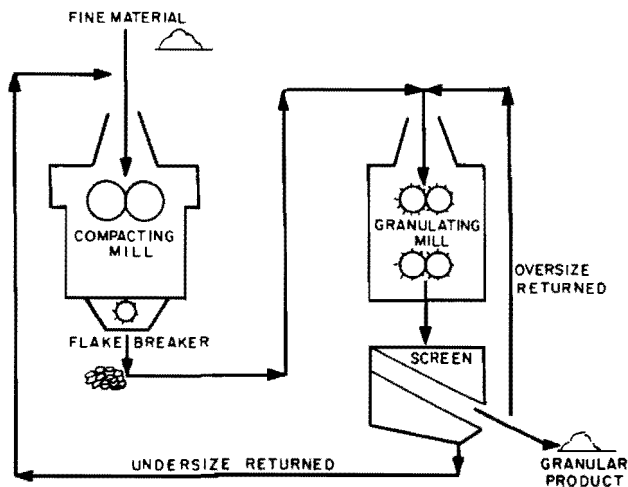 FINE MATERIAL
COMPACTING
MILL
FLAKE BREAKER
GRANULATING
MILL
OVERSIZE
RETURNED
SCREEN
UNDERSIZE RETURNED
GRANULAR
PRODUCT